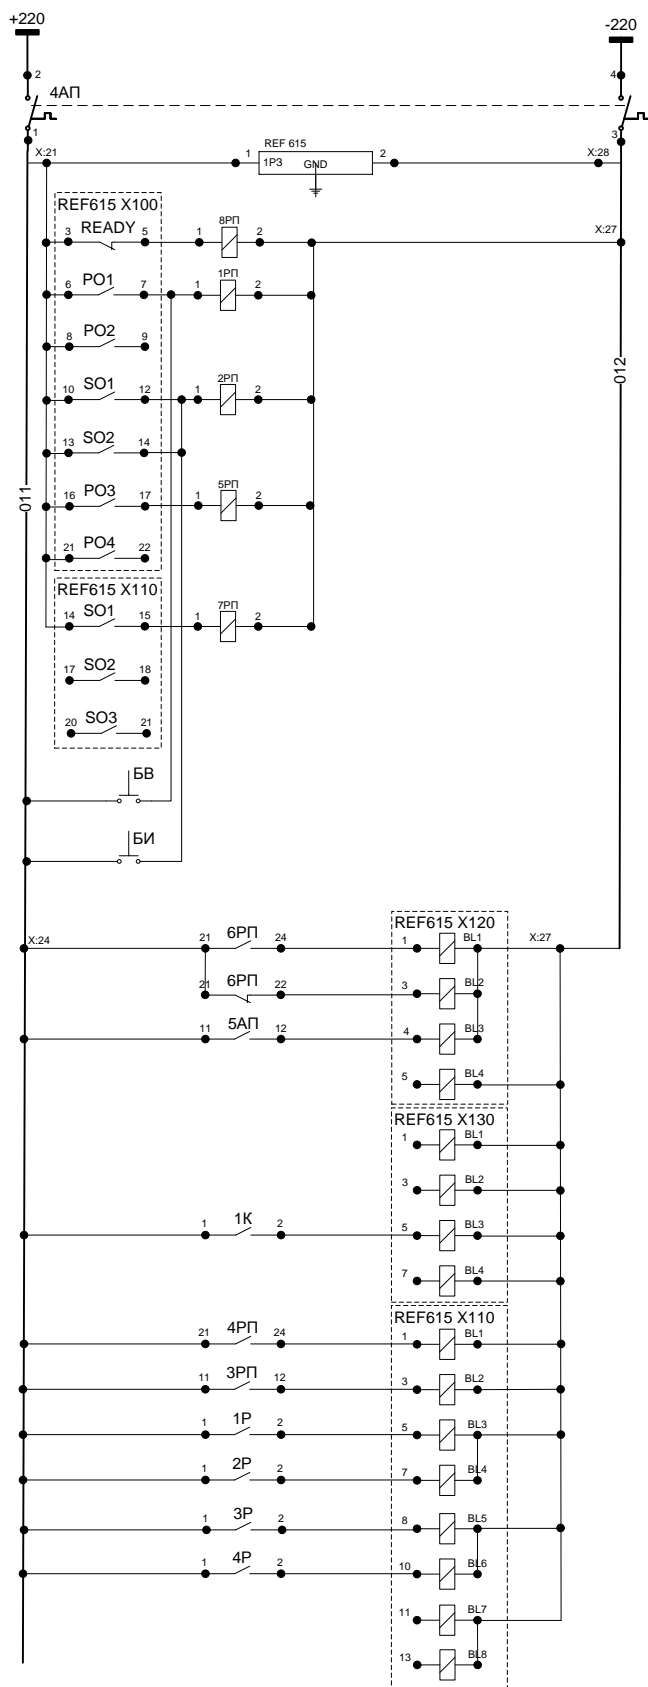 +220
-220
2
4
4АП
1
3
X:21
1
REF 615
1P3
GND
2
X:28
REF615 X100
READY
3
5
1
8РП
2
X:27
PO1
6
7
1
1РП
2
PO2
8
9
SO1
10
12
1
2РП
2
012
SO2
13
14
011
PO3
16
17
1
5РП
2
PO4
21
22
REF615 X110
SO1
14
15
1
7РП
2
SO2
17
18
SO3
20
21
БВ
БИ
REF615 X120
X:24
21
6РП
24
1
BL1
X:27
21
6РП
22
3
BL2
11
5АП
12
4
BL3
5
BL4
REF615 X130
1
BL1
3
BL2
1
1К
2
5
BL3
7
BL4
REF615 X110
21
4РП
24
1
BL1
11
3РП
12
3
BL2
1
1Р
2
5
BL3
1
2Р
2
7
BL4
1
3Р
2
8
BL5
1
4Р
2
10
BL6
11
BL7
13
BL8